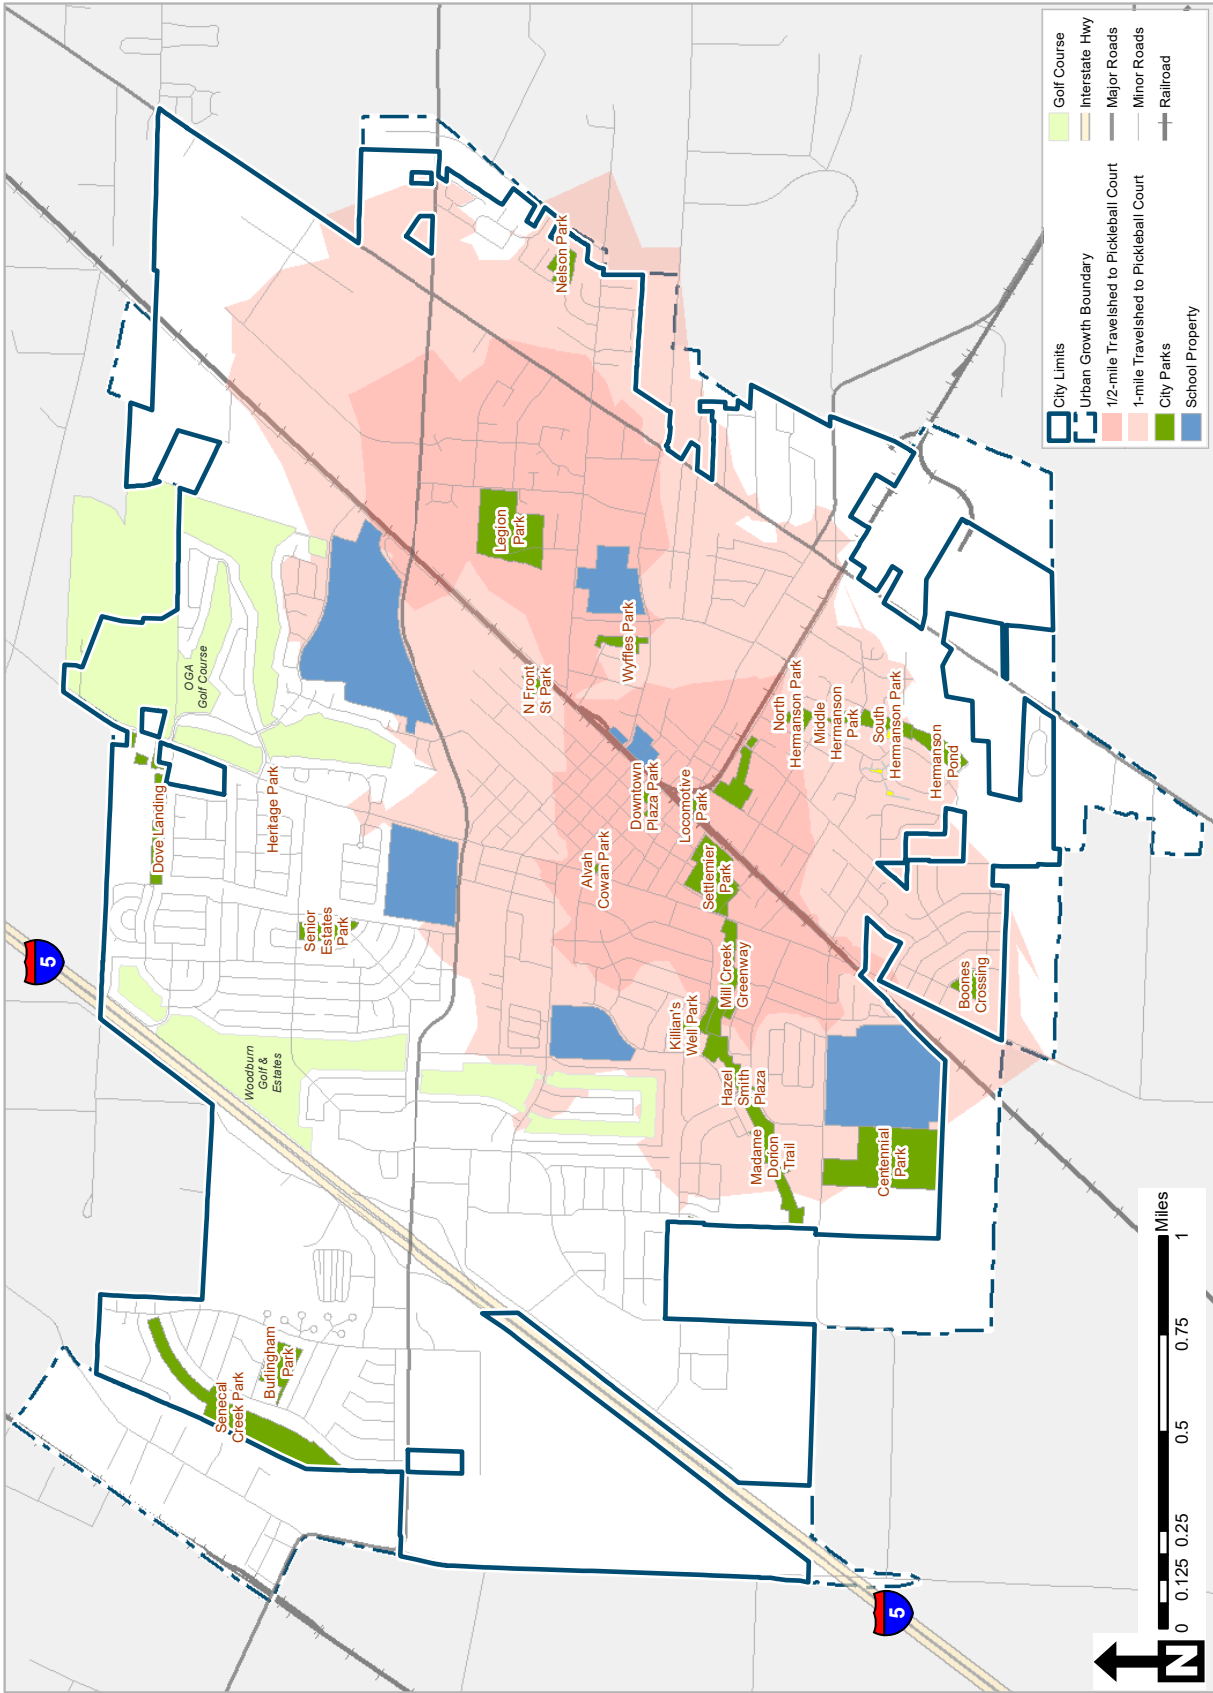 5
Dove Landing
OGA
Golf Course
Heritage Park
Senior
Estates
Park
Woodburn
Golf &
Estates
Senecal
Creek Park
Burlingham
Park
Nelson Park
Legion
Park
Wyffles Park
N Front
St Park
Downtown
Plaza Park
Locomotive
Park
Alvah
Cowan Park
Settlemier
Park
Mill Creek
Greenway
Killian's
Well Park
Hazel
Smith
Plaza
Madame
Dorion
Trail
Centennial
Park
Boones
Crossing
North
Hermanson Park
Middle
Hermanson
Park
South
Hermanson Park
Hermanson
Pond
5
N
0 0.125 0.25 0.5 0.75 1
Miles
City Limits
Urban Growth Boundary
1/2-mile Travelshed to Pickleball Court
1-mile Travelshed to Pickleball Court
City Parks
School Property
Golf Course
Interstate Hwy
Major Roads
Minor Roads
Railroad